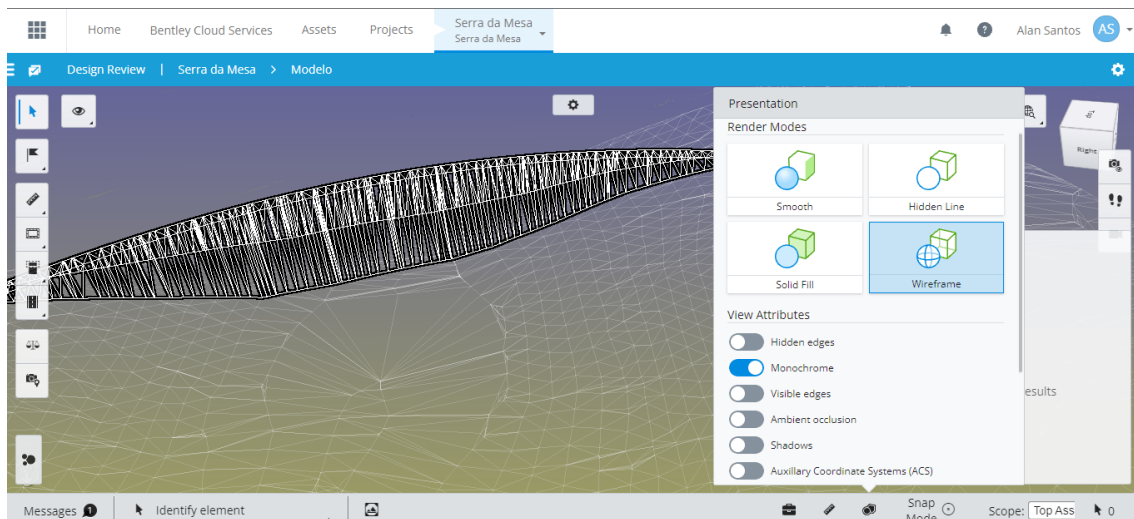 Home
Bentley Cloud Services
Assets
Projects
Serra da Mesa
Serra da Mesa
Alan Santos
AS
Design Review | Serra da Mesa > Modelo
Presentation
Render Modes
Smooth
Hidden Line
Solid Fill
Wireframe
View Attributes
Hidden edges
Monochrome
Visible edges
Ambient occlusion
Shadows
Auxillary Coordinate Systems (ACS)
Right
esults
Messages 1
Identify element
Snap
Mode
Scope: Top Ass
0